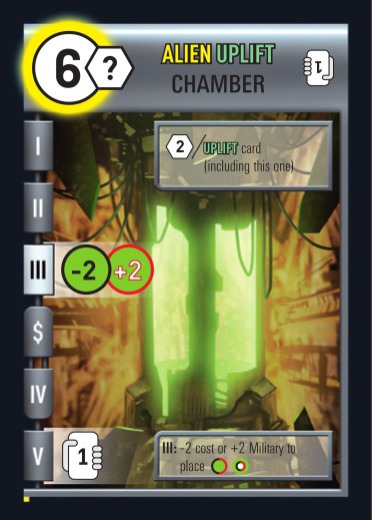 6 ? ALIEN UPLIFT
CHAMBER
1
I
2 / UPLIFT card
(including this one)
II
III -2 +2
$
IV
V 1
III: -2 cost or +2 Military to
place